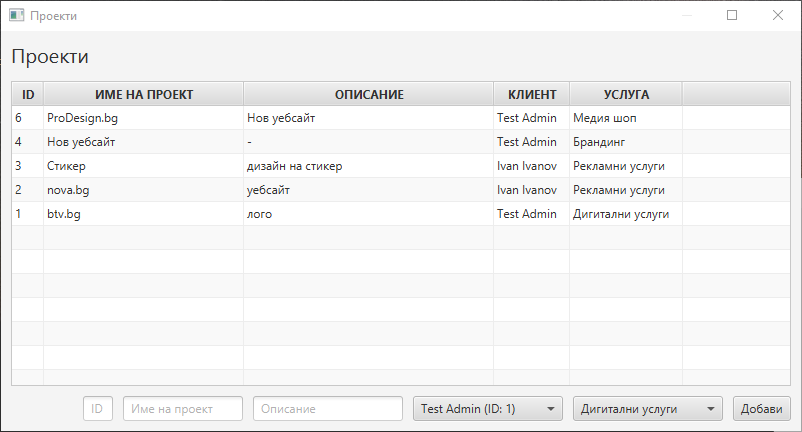 Проекти
Проекти
ID ИМЕ НА ПРОЕКТ ОПИСАНИЕ КЛИЕНТ УСЛУГА
6 ProDesign.bg Нов уебсайт Test Admin Медия шоп
4 Нов уебсайт - Test Admin Брандинг
3 Стикер дизайн на стикер Ivan Ivanov Рекламни услуги
2 nova.bg уебсайт Ivan Ivanov Рекламни услуги
1 btv.bg лого Test Admin Дигитални услуги
ID Име на проект Описание Test Admin (ID: 1) Дигитални услуги Добави